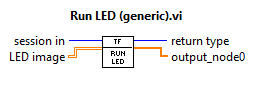 Run LED (generic).vi
session in TF return type
LED image RUN LED output_node0